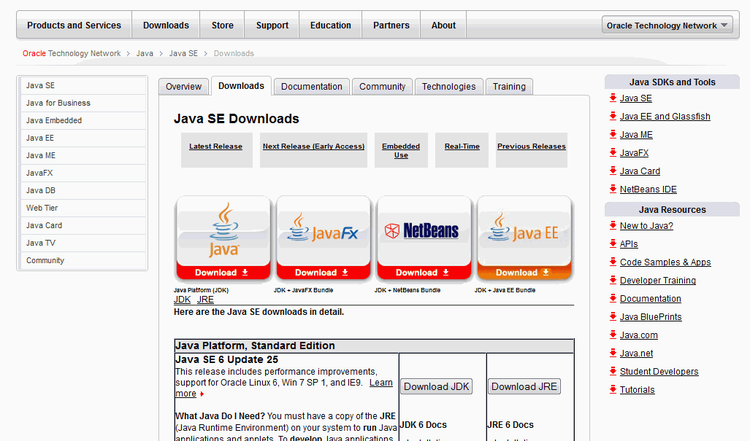 Products and Services Downloads Store Support Education Partners About Oracle Technology Network
Oracle Technology Network > Java > Java SE > Downloads
Java SE
Java for Business
Java Embedded
Java EE
Java ME
JavaFX
Java DB
Web Tier
Java Card
Java TV
Community
Overview Downloads Documentation Community Technologies Training
Java SE Downloads
Latest Release Next Release (Early Access) Embedded Use Real-Time Previous Releases
Java JavaFX NetBeans Java EE
Download Download Download Download
Java Platform (JDK) JDK + JavaFX Bundle JDK + NetBeans Bundle JDK + Java EE Bundle
JDK JRE
Here are the Java SE downloads in detail.
Java Platform, Standard Edition
Java SE 6 Update 25
This release includes performance improvements,
support for Oracle Linux 6, Win 7 SP 1, and IE9. Learn
more
Download JDK Download JRE
What Java Do I Need? You must have a copy of the JRE
(Java Runtime Environment) on your system to run Java
applications and applets. To develop Java applications
JDK 6 Docs JRE 6 Docs
Java SDKs and Tools
Java SE
Java EE and Glassfish
Java ME
JavaFX
Java Card
NetBeans IDE
Java Resources
New to Java?
APIs
Code Samples & Apps
Developer Training
Documentation
Java BluePrints
Java.com
Java.net
Student Developers
Tutorials